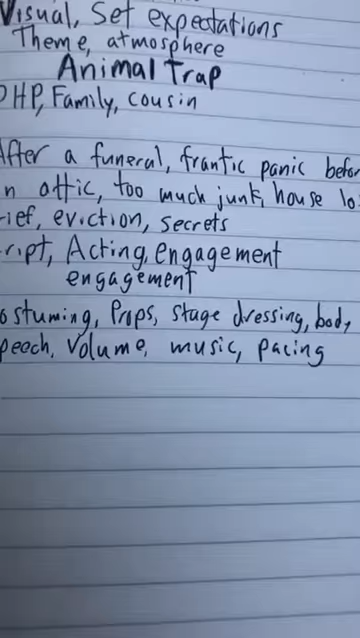 Visual, Set expectations
Theme, atmosphere
Animal Trap
DHP, Family, cousin
After a funeral, frantic panic befor
n attic, too much junk, house lo
rief, eviction, secrets
ript, Acting, engagement
engagement
ostuming, Props, stage dressing, body
peech, Volume, music, pacing